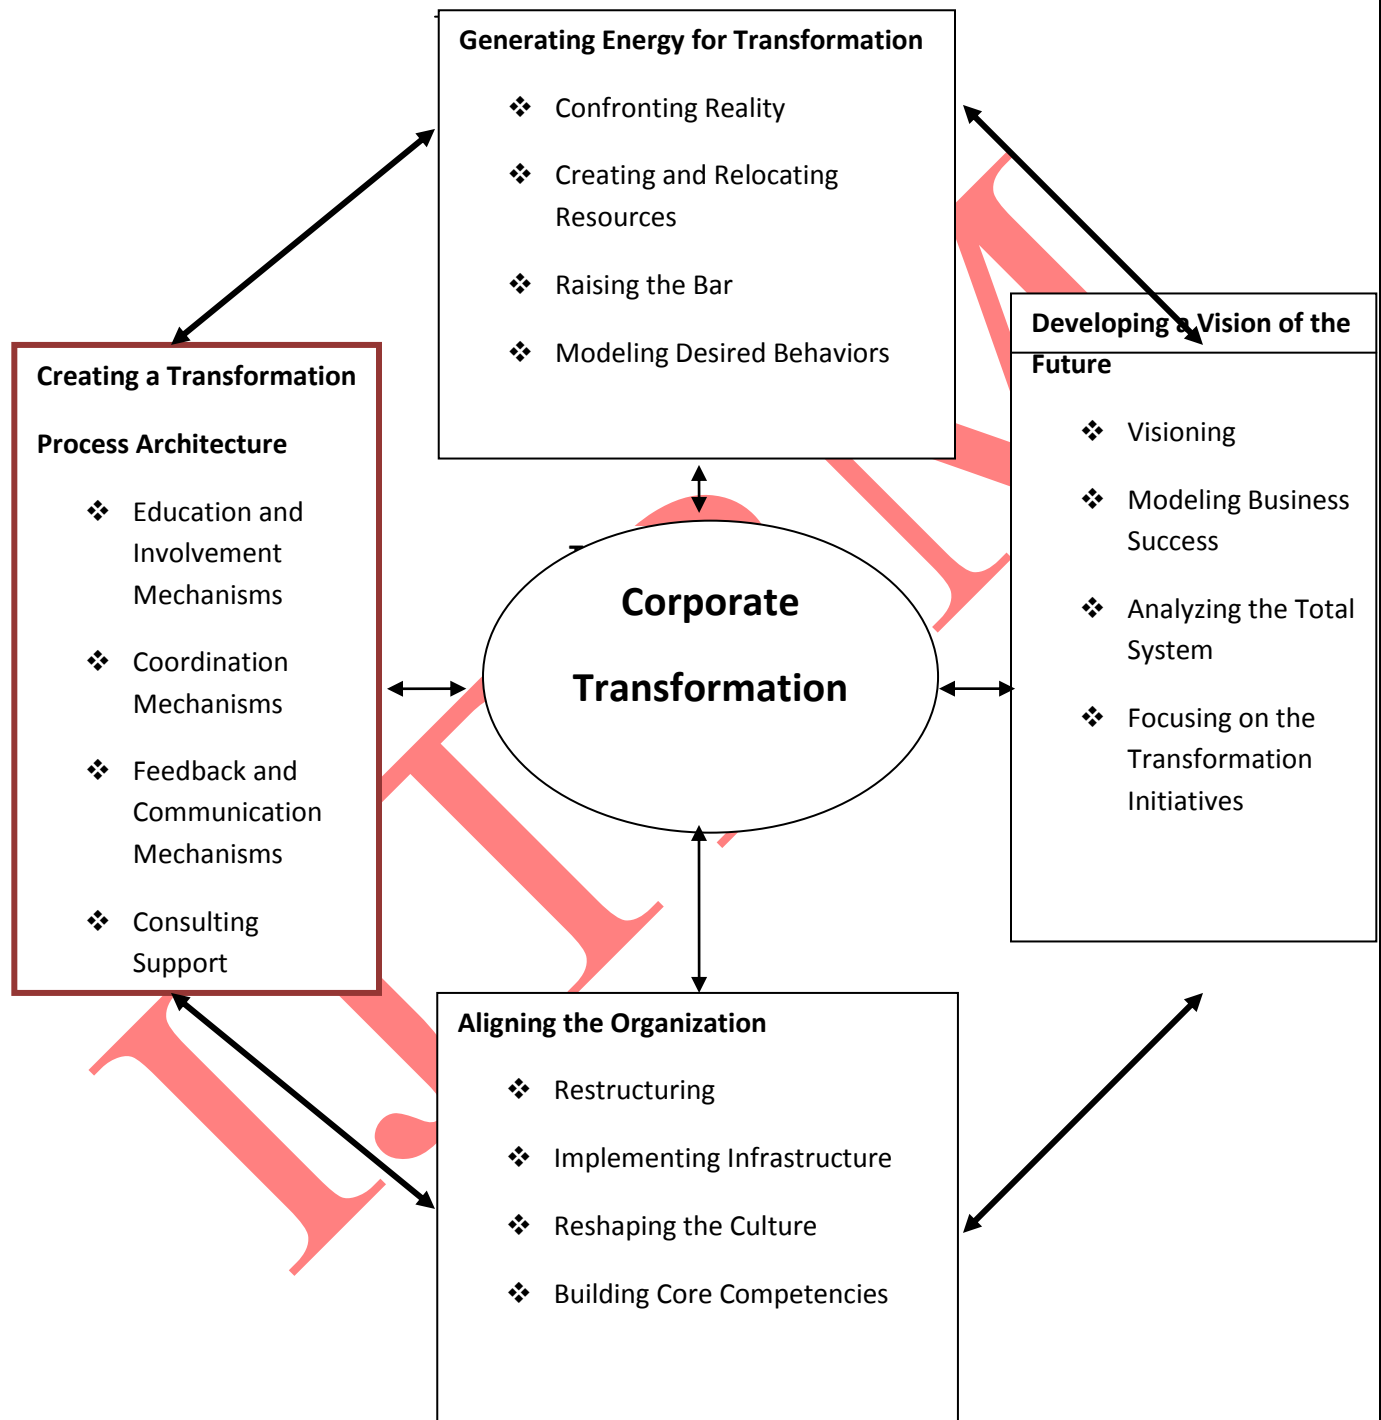 Generating Energy for Transformation
❖ Confronting Reality
❖ Creating and Relocating
Resources
❖ Raising the Bar
❖ Modeling Desired Behaviors
Creating a Transformation
Process Architecture
❖ Education and
Involvement
Mechanisms
❖ Coordination
Mechanisms
❖ Feedback and
Communication
Mechanisms
❖ Consulting
Support
Corporate
Transformation
Developing a Vision of the
Future
❖ Visioning
❖ Modeling Business
Success
❖ Analyzing the Total
System
❖ Focusing on the
Transformation
Initiatives
Aligning the Organization
❖ Restructuring
❖ Implementing Infrastructure
❖ Reshaping the Culture
❖ Building Core Competencies